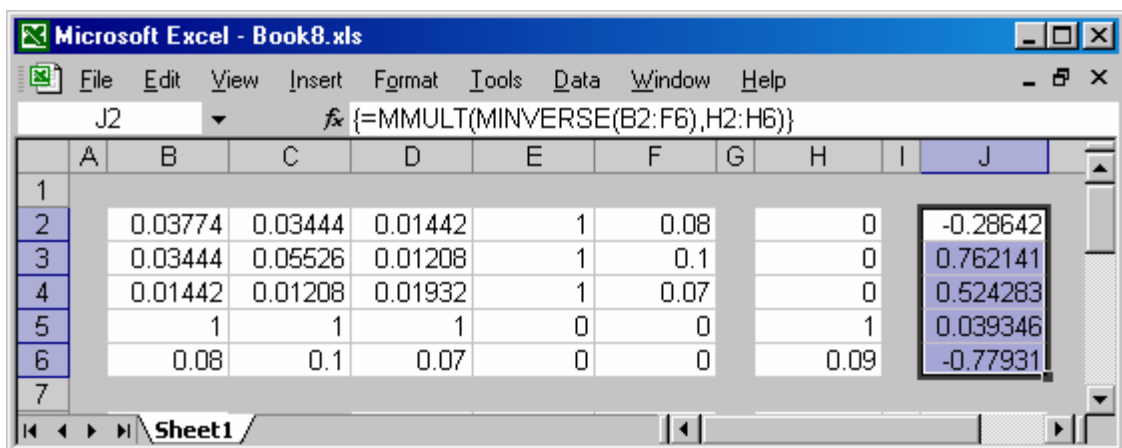 Microsoft Excel - Book8.xls
File Edit View Insert Format Tools Data Window Help
J2 fx {=MMULT(MINVERSE(B2:F6),H2:H6)}
A B C D E F G H I J
1
2 0.03774 0.03444 0.01442 1 0.08 0 -0.28642
3 0.03444 0.05526 0.01208 1 0.1 0 0.762141
4 0.01442 0.01208 0.01932 1 0.07 0 0.524283
5 1 1 1 0 0 1 0.039346
6 0.08 0.1 0.07 0 0 0.09 -0.77931
7
Sheet1